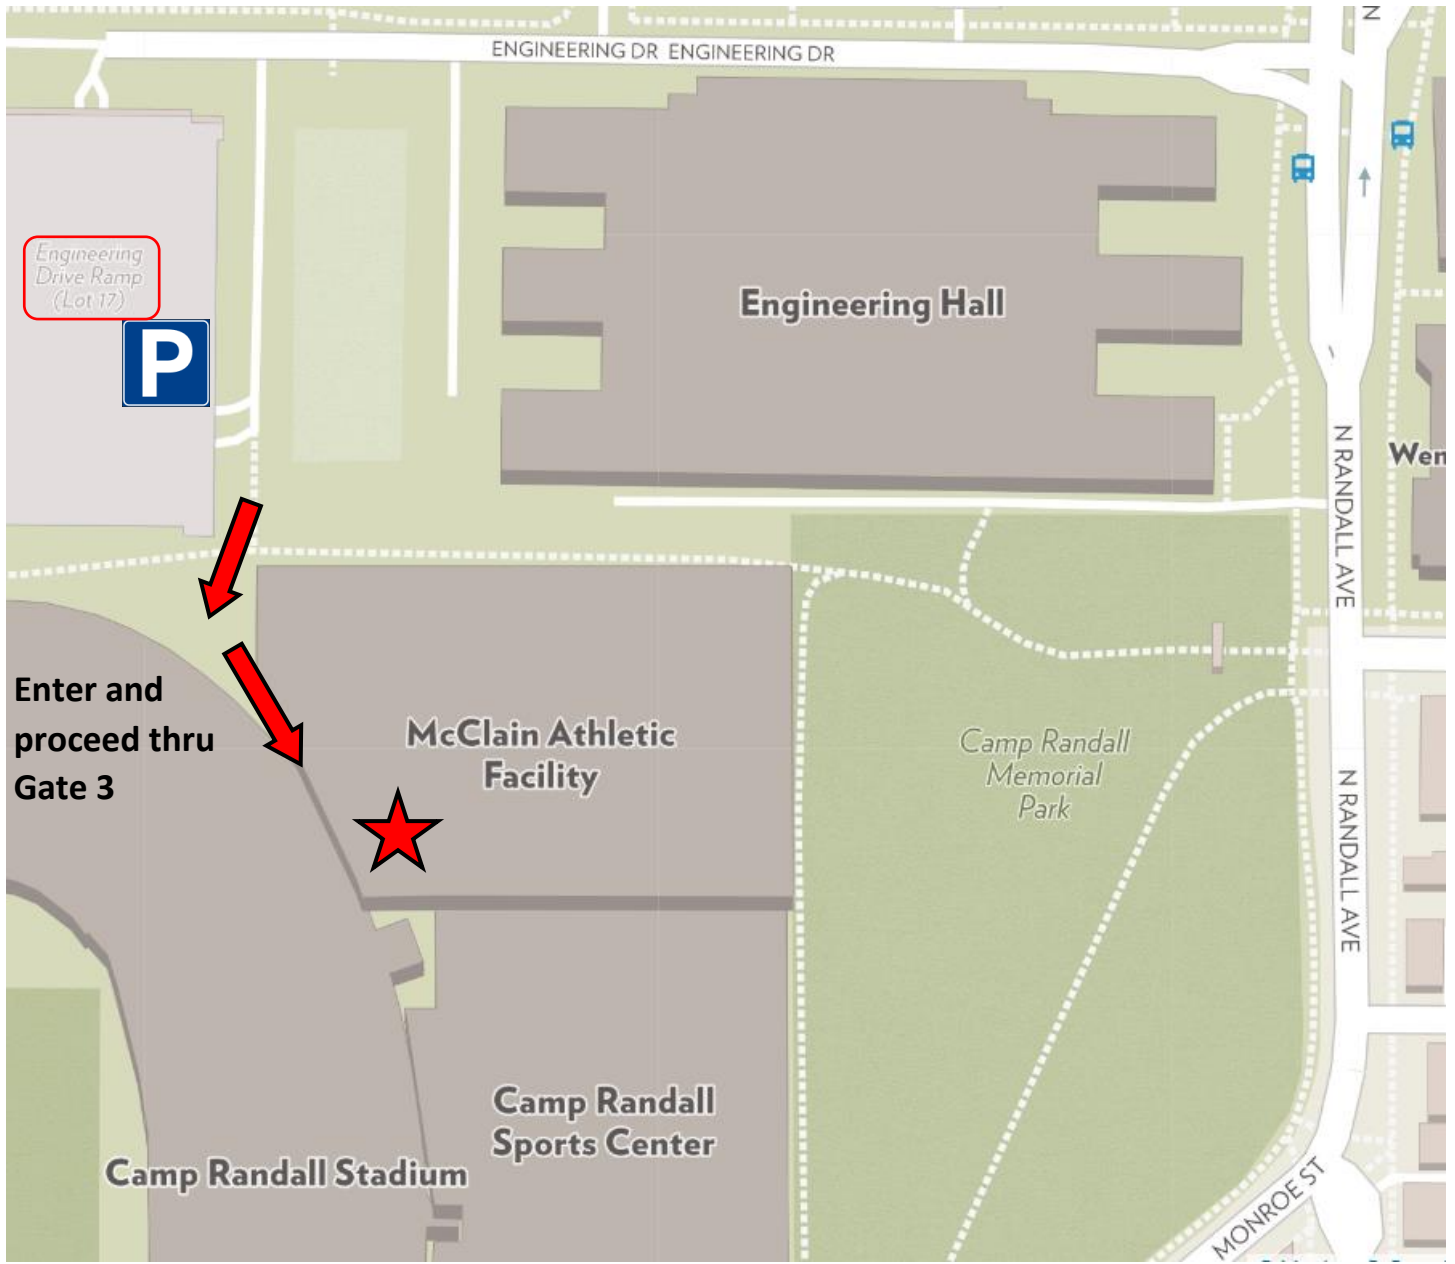 N
ENGINEERING DR ENGINEERING DR
Engineering
Drive Ramp
(Lot 17)
P
Engineering Hall
N RANDALL AVE
Wen
Enter and
proceed thru
Gate 3
McClain Athletic
Facility
Camp Randall
Memorial
Park
N RANDALL AVE
Camp Randall
Sports Center
Camp Randall Stadium
MONROE ST